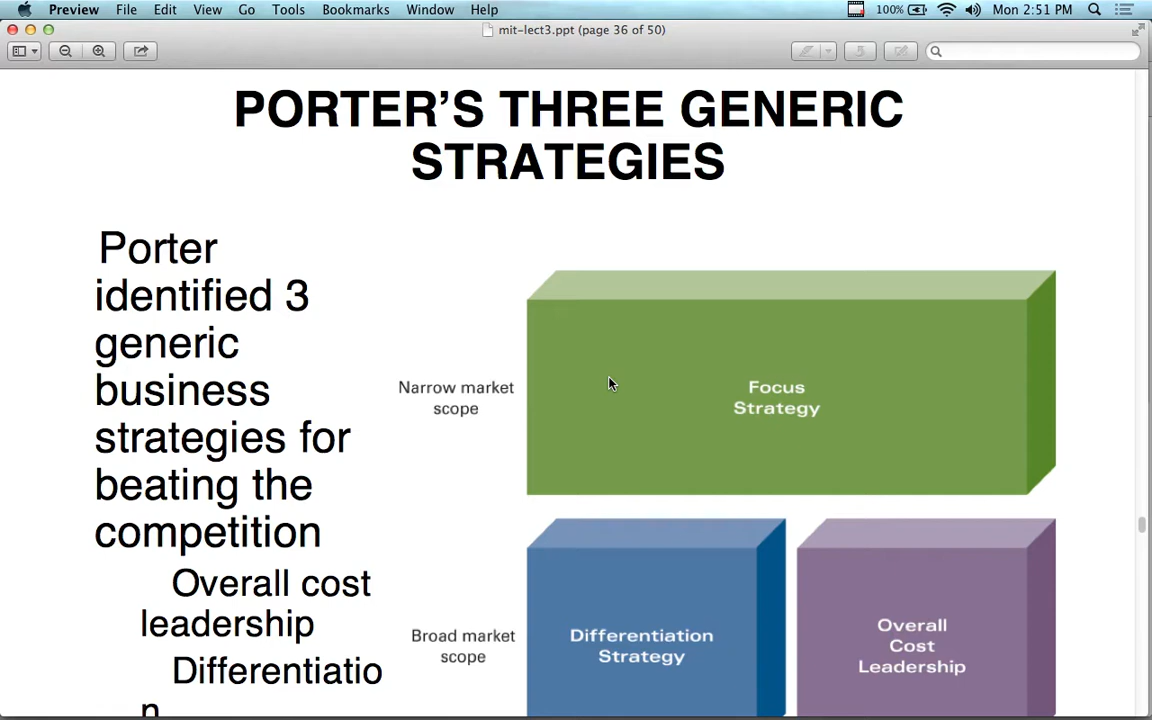 Preview File Edit View Go Tools Bookmarks Window Help 100% Mon 2:51 PM
mit-lect3.ppt (page 36 of 50)
PORTER’S THREE GENERIC
STRATEGIES
Porter
identified 3
generic
business
strategies for
beating the
competition
Overall cost
leadership
Differentiatio
n
Narrow market
scope
Focus
Strategy
Broad market
scope
Differentiation
Strategy
Overall
Cost
Leadership